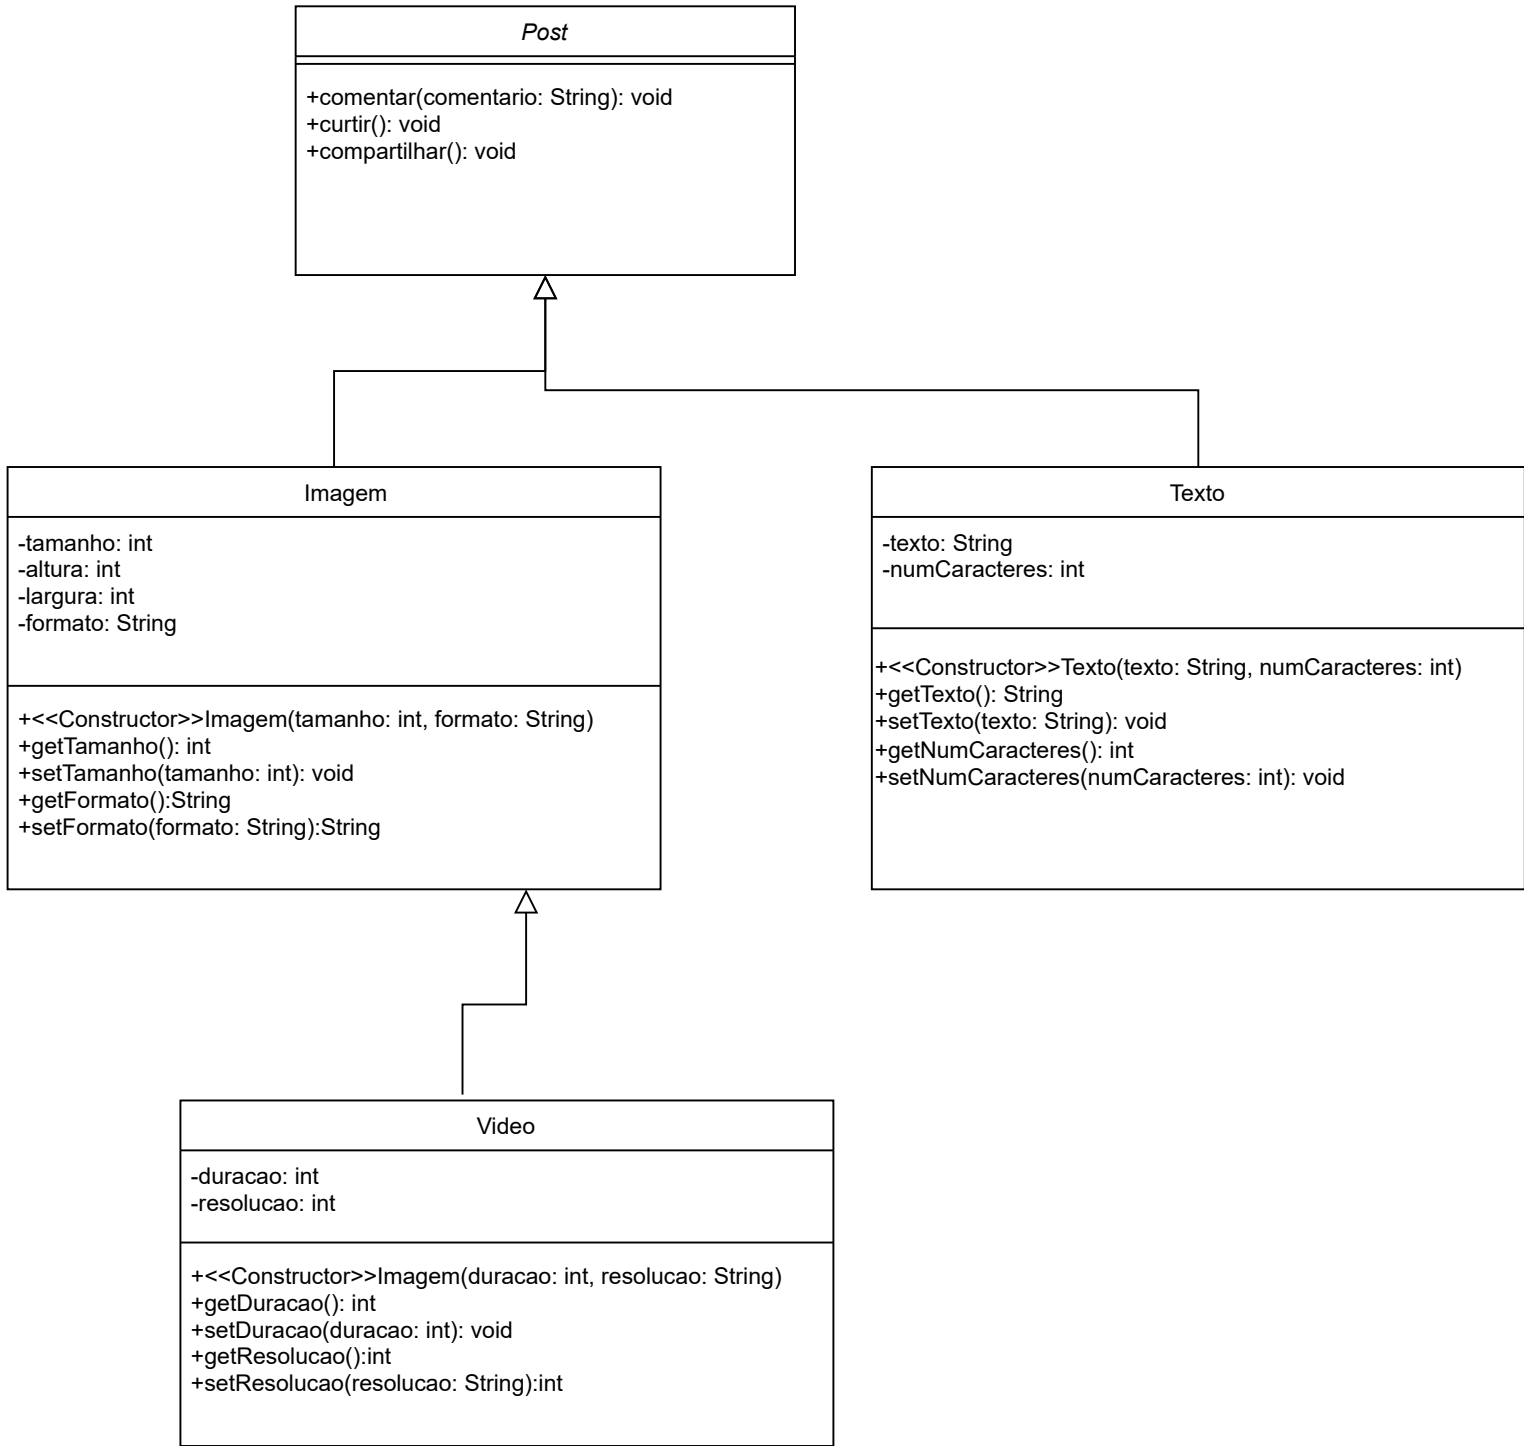 Post
+comentar(comentario: String): void
+curtir(): void
+compartilhar(): void
Imagem
-tamanho: int
-altura: int
-largura: int
-formato: String
+<<Constructor>>Imagem(tamanho: int, formato: String)
+getTamanho(): int
+setTamanho(tamanho: int): void
+getFormato():String
+setFormato(formato: String):String
Texto
-texto: String
-numCaracteres: int
+<<Constructor>>Texto(texto: String, numCaracteres: int)
+getTexto(): String
+setTexto(texto: String): void
+getNumCaracteres(): int
+setNumCaracteres(numCaracteres: int): void
Video
-duracao: int
-resolucao: int
+<<Constructor>>Imagem(duracao: int, resolucao: String)
+getDuracao(): int
+setDuracao(duracao: int): void
+getResolucao():int
+setResolucao(resolucao: String):int